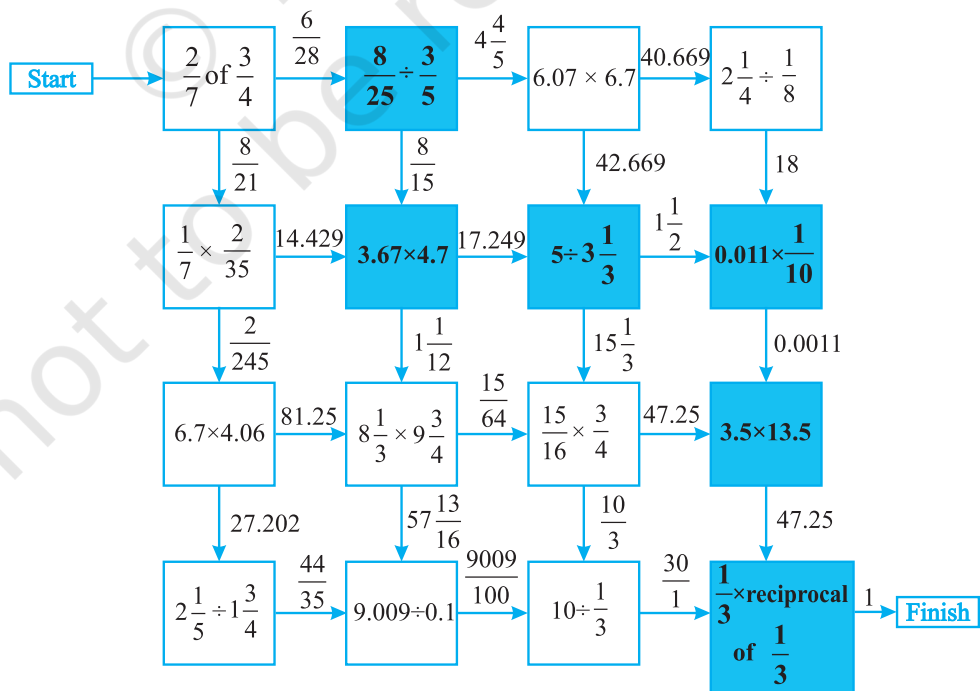 © not to be re
Start
2/7 of 3/4
6/28
8/25 ÷ 3/5
4 4/5
6.07 × 6.7
40.669
2 1/4 ÷ 1/8
8/21
8/15
42.669
18
1/7 × 2/35
14.429
3.67×4.7
17.249
5÷3 1/3
1 1/2
0.011× 1/10
2/245
1 1/12
15 1/3
0.0011
6.7×4.06
81.25
8 1/3 × 9 3/4
15/64
15/16 × 3/4
47.25
3.5×13.5
27.202
57 13/16
10/3
47.25
2 1/5 ÷1 3/4
44/35
9.009÷0.1
9009/100
10÷ 1/3
30/1
1/3 ×reciprocal
of 1/3
1
Finish